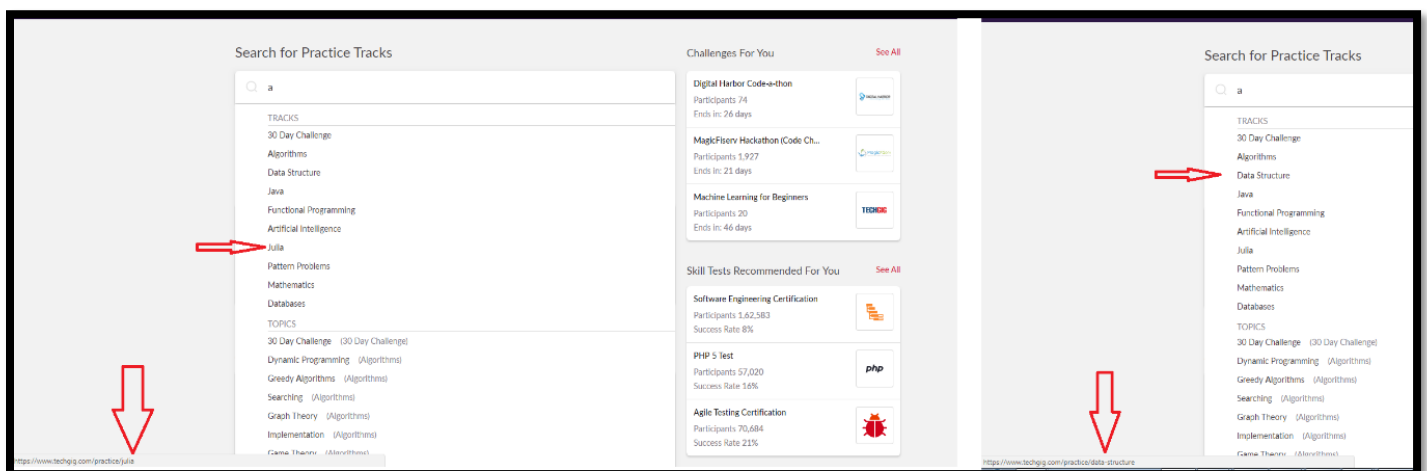 Search for Practice Tracks
a
TRACKS
30 Day Challenge
Algorithms
Data Structure
Java
Functional Programming
Artificial Intelligence
Julia
Pattern Problems
Mathematics
Databases
TOPICS
30 Day Challenge (30 Day Challenge)
Dynamic Programming (Algorithms)
Greedy Algorithms (Algorithms)
Searching (Algorithms)
Graph Theory (Algorithms)
Implementation (Algorithms)
Game Theory (Algorithms)
https://www.techgig.com/practice/julia
Challenges For You See All
Digital Harbor Code-a-thon
Participants 74
Ends in: 26 days
DIGITAL HARBOR
MagicFiserv Hackathon (Code Ch...
Participants 1,927
Ends in: 21 days
Machine Learning for Beginners
Participants 20
Ends in: 46 days
TECHGIG
Skill Tests Recommended For You See All
Software Engineering Certification
Participants 1,62,583
Success Rate 8%
PHP 5 Test
Participants 57,020
Success Rate 16%
php
Agile Testing Certification
Participants 70,684
Success Rate 21%
Search for Practice Tracks
a
TRACKS
30 Day Challenge
Algorithms
Data Structure
Java
Functional Programming
Artificial Intelligence
Julia
Pattern Problems
Mathematics
Databases
TOPICS
30 Day Challenge (30 Day Challenge)
Dynamic Programming (Algorithms)
Greedy Algorithms (Algorithms)
Searching (Algorithms)
Graph Theory (Algorithms)
Implementation (Algorithms)
Game Theory (Algorithms)
https://www.techgig.com/practice/data-structure